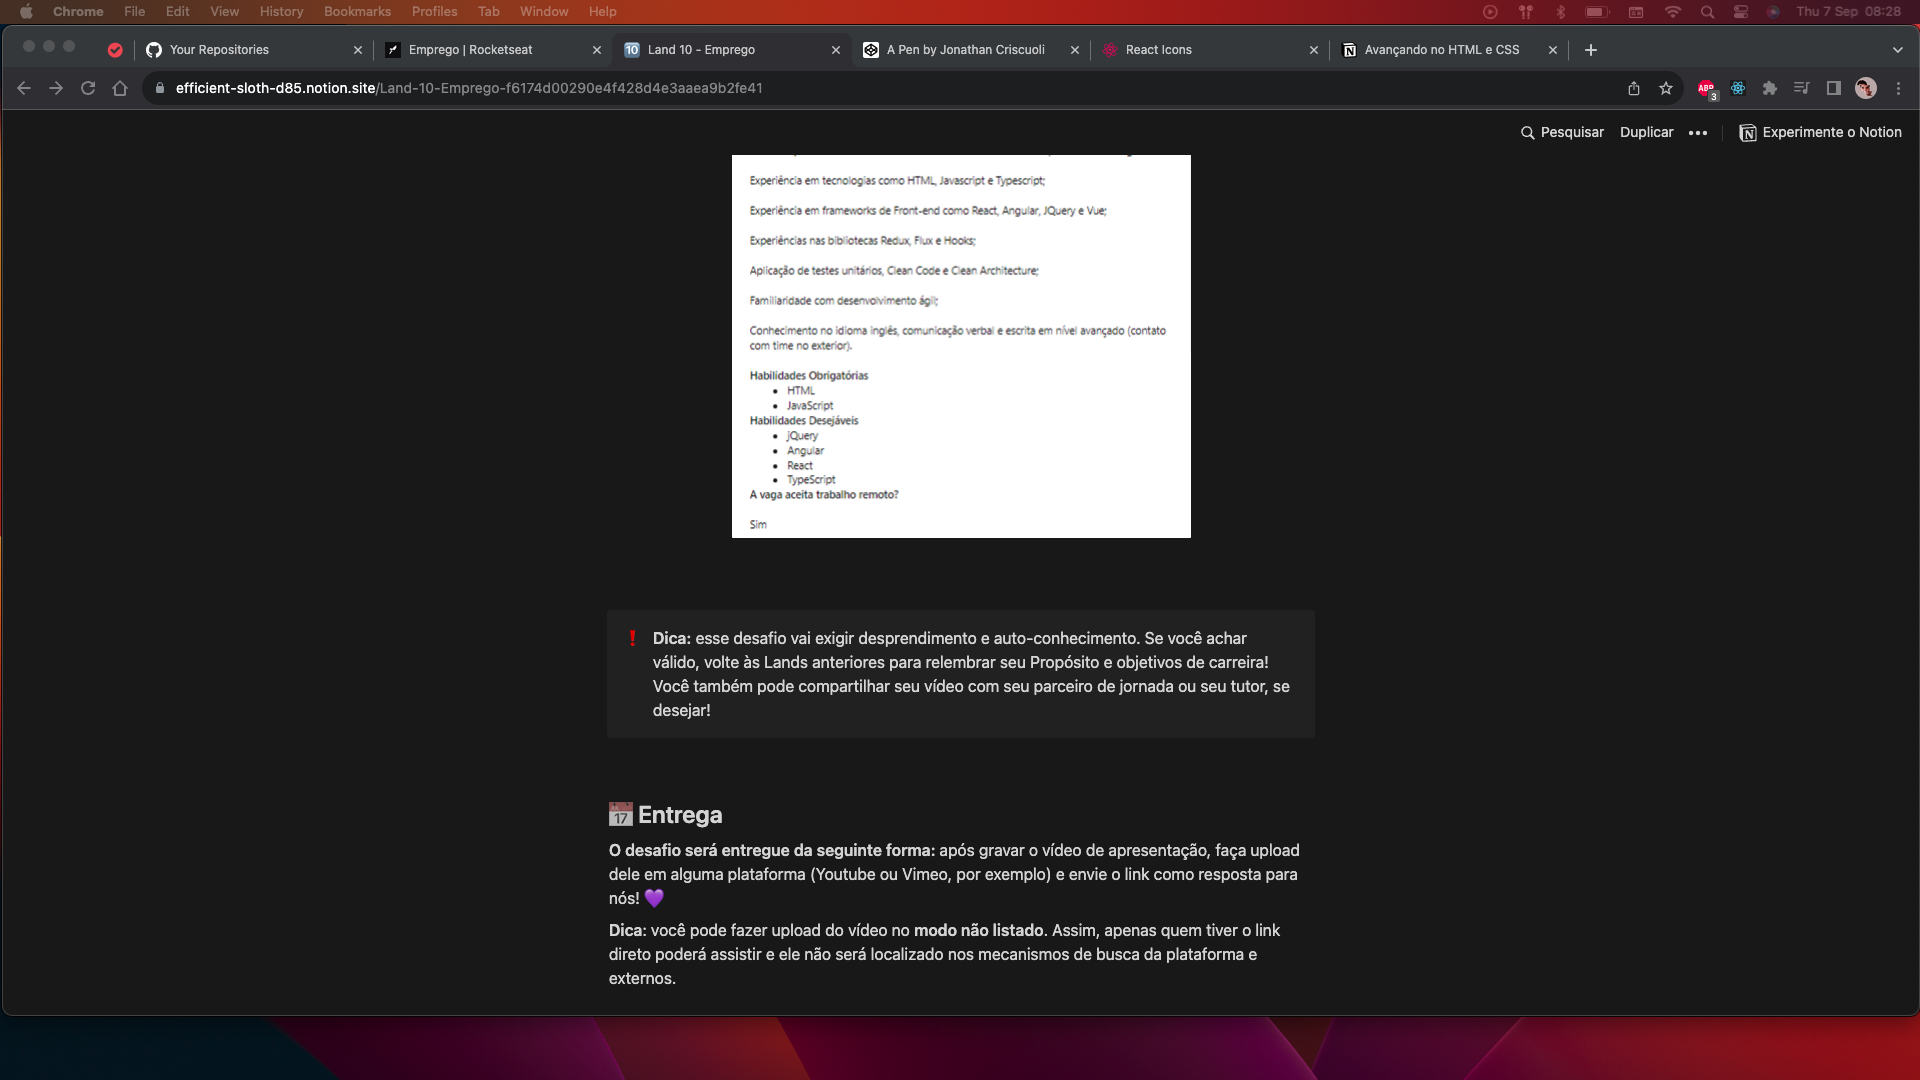 Chrome File Edit View History Bookmarks Profiles Tab Window Help Thu 7 Sep 08:28
Your Repositories Emprego | Rocketseat Land 10 - Emprego A Pen by Jonathan Criscuoli React Icons Avançando no HTML e CSS
efficient-sloth-d85.notion.site/Land-10-Emprego-f6174d00290e4f428d4e3aaea9b2fe41 ABP 3
Pesquisar Duplicar ••• Experimente o Notion
Experiência em tecnologias como HTML, Javascript e Typescript;
Experiência em frameworks de Front-end como React, Angular, JQuery e Vue;
Experiências nas bibliotecas Redux, Flux e Hooks;
Aplicação de testes unitários, Clean Code e Clean Architecture;
Familiaridade com desenvolvimento ágil;
Conhecimento no idioma inglês, comunicação verbal e escrita em nível avançado (contato
com time no exterior).
Habilidades Obrigatórias
• HTML
• JavaScript
Habilidades Desejáveis
• jQuery
• Angular
• React
• TypeScript
A vaga aceita trabalho remoto?
Sim
❗ Dica: esse desafio vai exigir desprendimento e auto-conhecimento. Se você achar
válido, volte às Lands anteriores para relembrar seu Propósito e objetivos de carreira!
Você também pode compartilhar seu vídeo com seu parceiro de jornada ou seu tutor, se
desejar!
📅 Entrega
O desafio será entregue da seguinte forma: após gravar o vídeo de apresentação, faça upload
dele em alguma plataforma (Youtube ou Vimeo, por exemplo) e envie o link como resposta para
nós! 💜
Dica: você pode fazer upload do vídeo no modo não listado. Assim, apenas quem tiver o link
direto poderá assistir e ele não será localizado nos mecanismos de busca da plataforma e
externos.